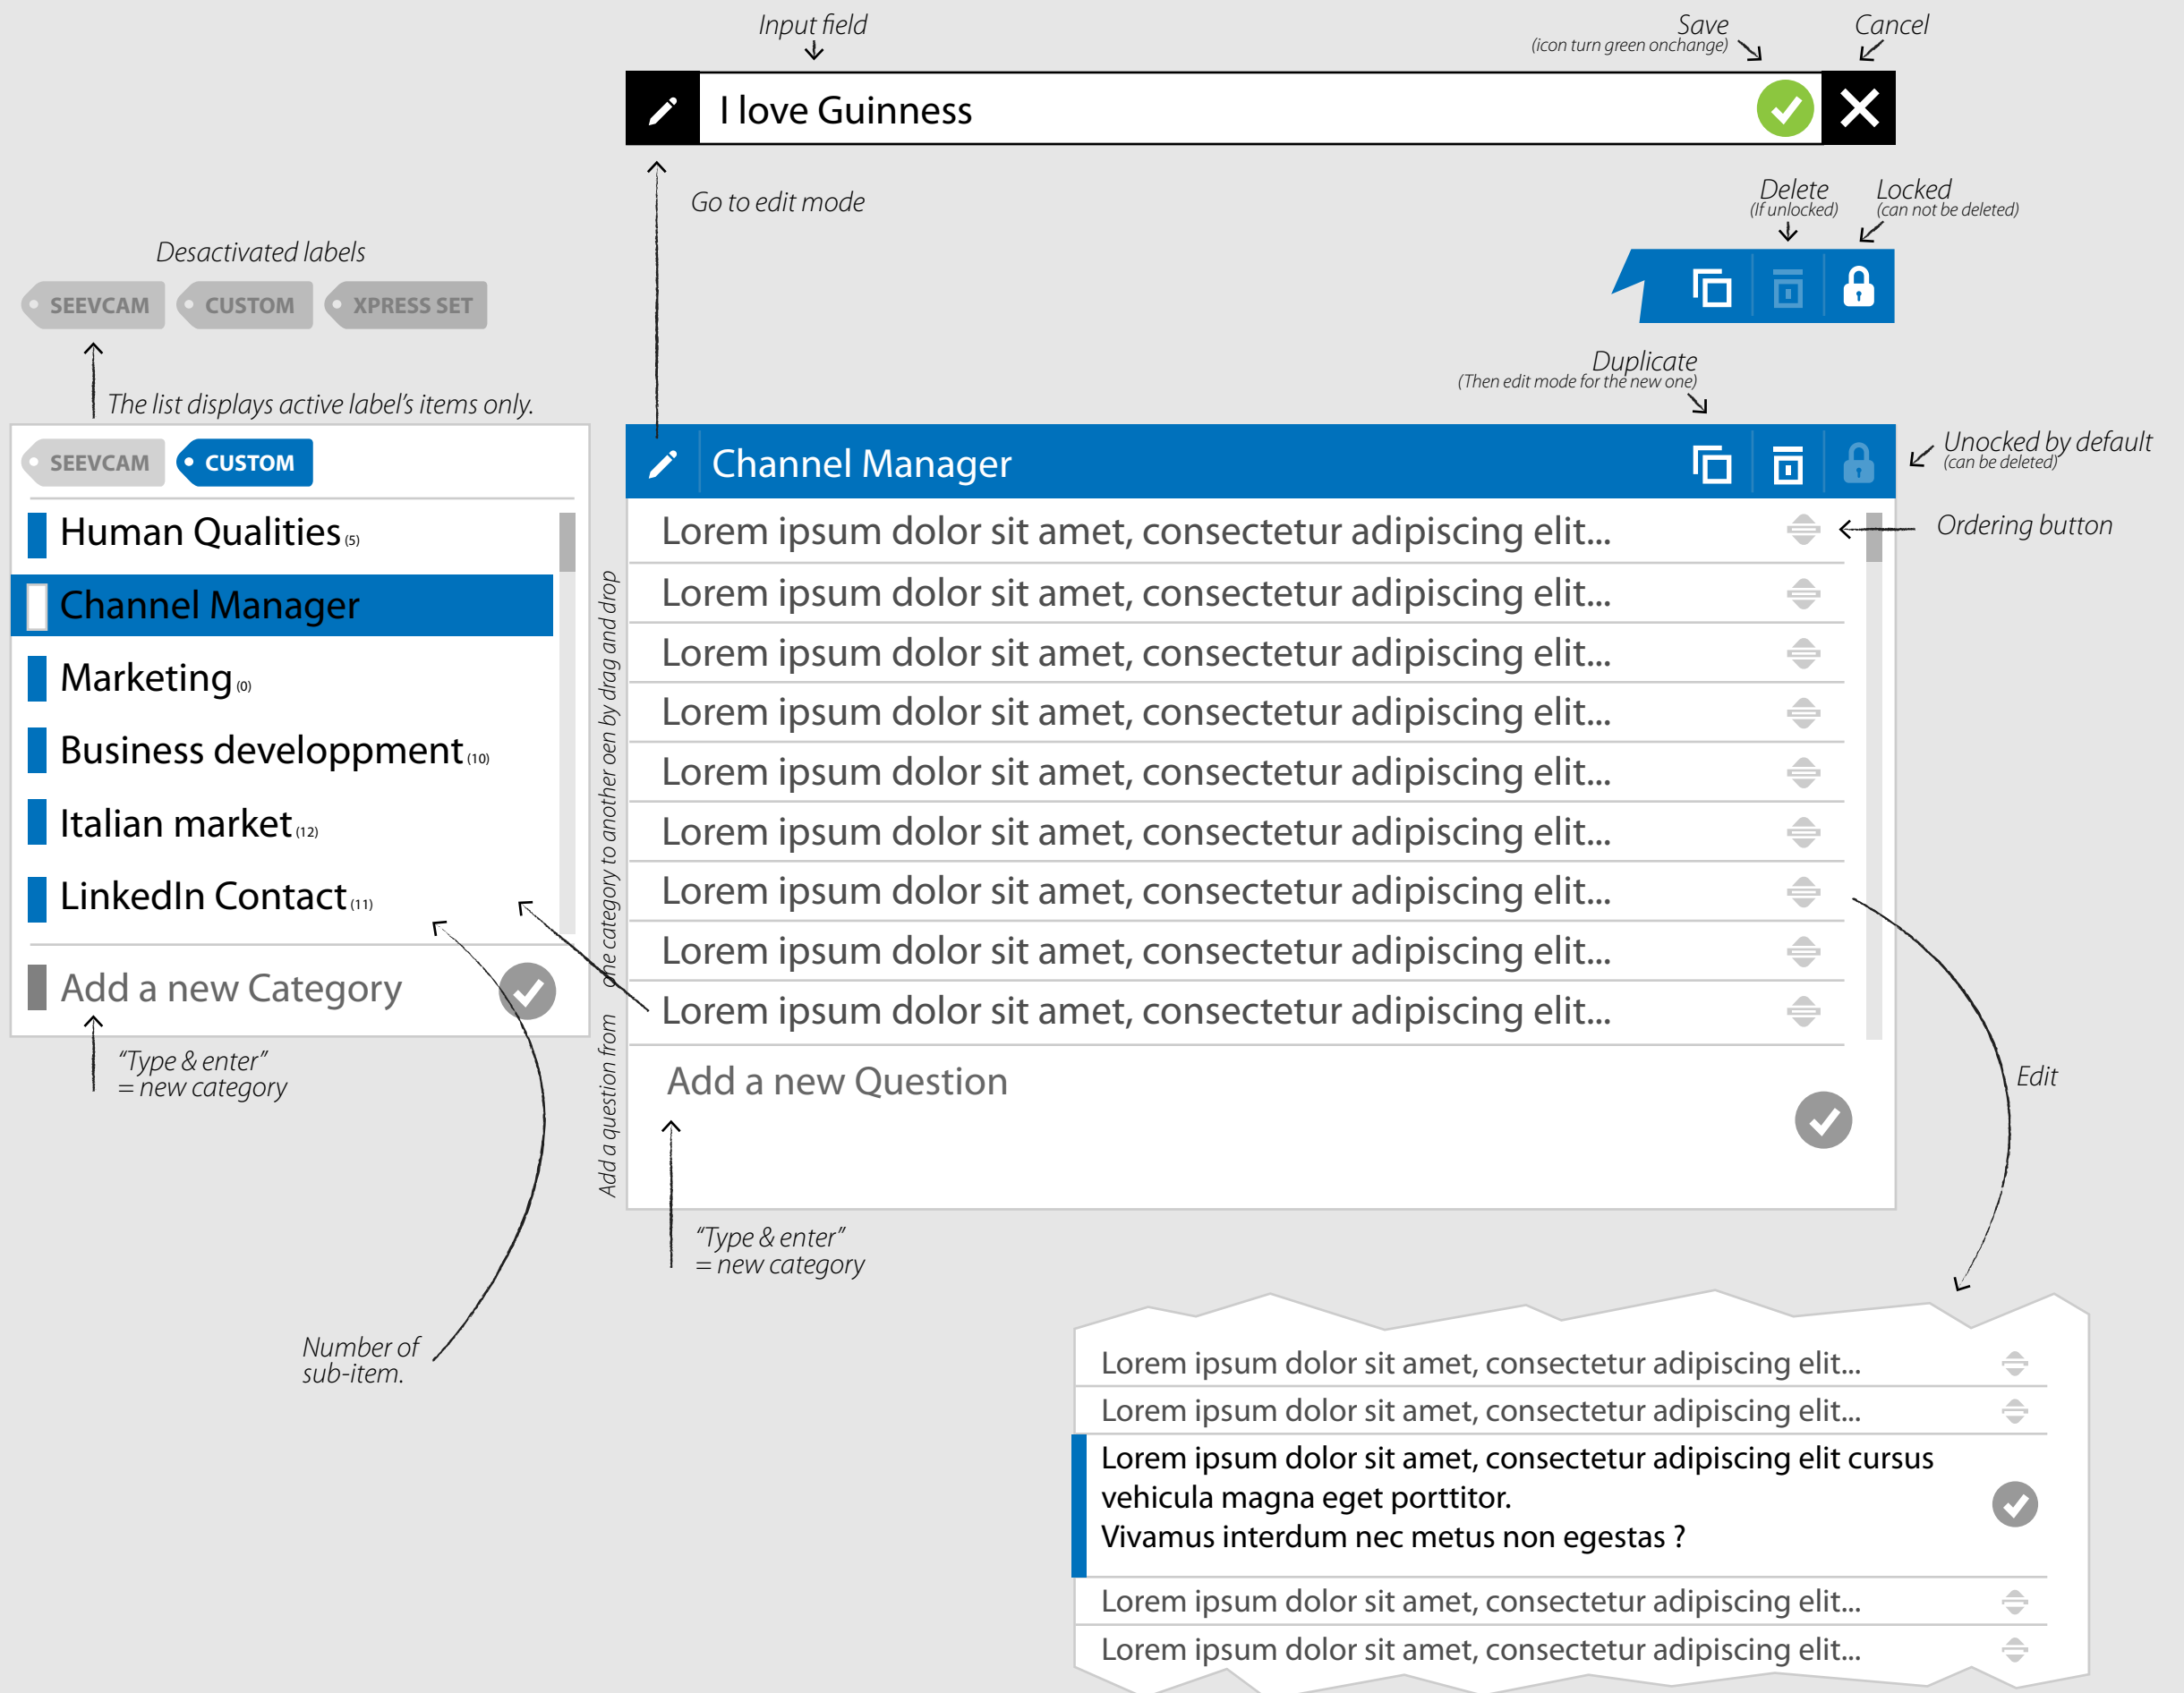 Input field
Save
(icon turn green onchange)
Cancel
I love Guinness
Go to edit mode
Delete
(If unlocked)
Locked
(can not be deleted)
Desactivated labels
SEEVCAM
CUSTOM
XPRESS SET
Duplicate
(Then edit mode for the new one)
The list displays active label's items only.
SEEVCAM
CUSTOM
Human Qualities (5)
Channel Manager
Marketing (0)
Business developpment (10)
Italian market (12)
LinkedIn Contact (11)
Add a new Category
“Type & enter”
= new category
Number of
sub-item.
Add a question from one category to another oen by drag and drop
Channel Manager
Unocked by default
(can be deleted)
Ordering button
Lorem ipsum dolor sit amet, consectetur adipiscing elit...
Lorem ipsum dolor sit amet, consectetur adipiscing elit...
Lorem ipsum dolor sit amet, consectetur adipiscing elit...
Lorem ipsum dolor sit amet, consectetur adipiscing elit...
Lorem ipsum dolor sit amet, consectetur adipiscing elit...
Lorem ipsum dolor sit amet, consectetur adipiscing elit...
Lorem ipsum dolor sit amet, consectetur adipiscing elit...
Lorem ipsum dolor sit amet, consectetur adipiscing elit...
Lorem ipsum dolor sit amet, consectetur adipiscing elit...
Add a new Question
“Type & enter”
= new category
Edit
Lorem ipsum dolor sit amet, consectetur adipiscing elit...
Lorem ipsum dolor sit amet, consectetur adipiscing elit...
Lorem ipsum dolor sit amet, consectetur adipiscing elit cursus
vehicula magna eget porttitor.
Vivamus interdum nec metus non egestas ?
Lorem ipsum dolor sit amet, consectetur adipiscing elit...
Lorem ipsum dolor sit amet, consectetur adipiscing elit...